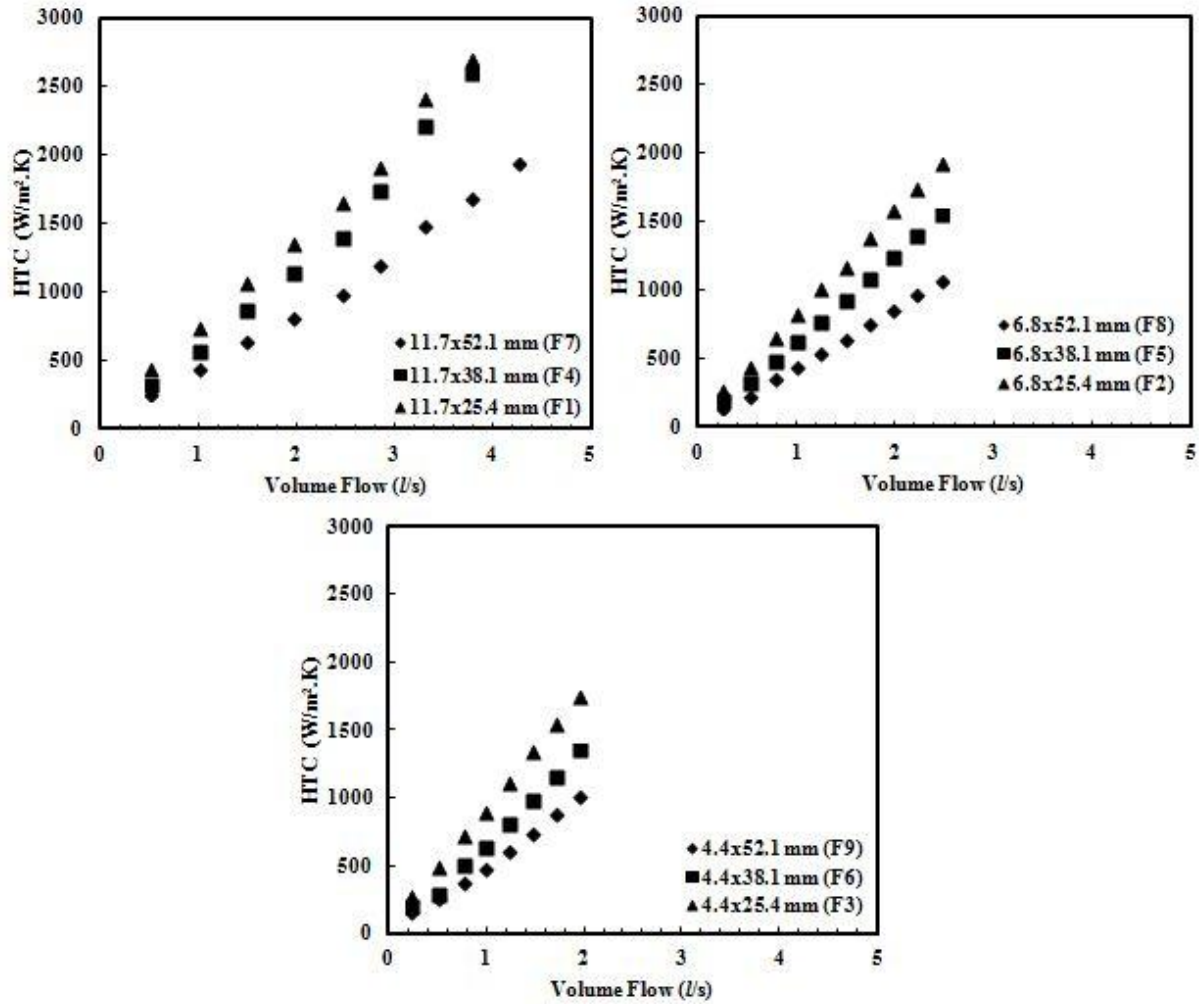 3000
2500
2000
1500
1000
500
0
HTC (W/m².K)
11.7x52.1 mm (F7)
11.7x38.1 mm (F4)
11.7x25.4 mm (F1)
0 1 2 3 4 5
Volume Flow (l/s)
3000
2500
2000
1500
1000
500
0
HTC (W/m².K)
6.8x52.1 mm (F8)
6.8x38.1 mm (F5)
6.8x25.4 mm (F2)
0 1 2 3 4 5
Volume Flow (l/s)
3000
2500
2000
1500
1000
500
0
HTC (W/m².K)
4.4x52.1 mm (F9)
4.4x38.1 mm (F6)
4.4x25.4 mm (F3)
0 1 2 3 4 5
Volume Flow (l/s)